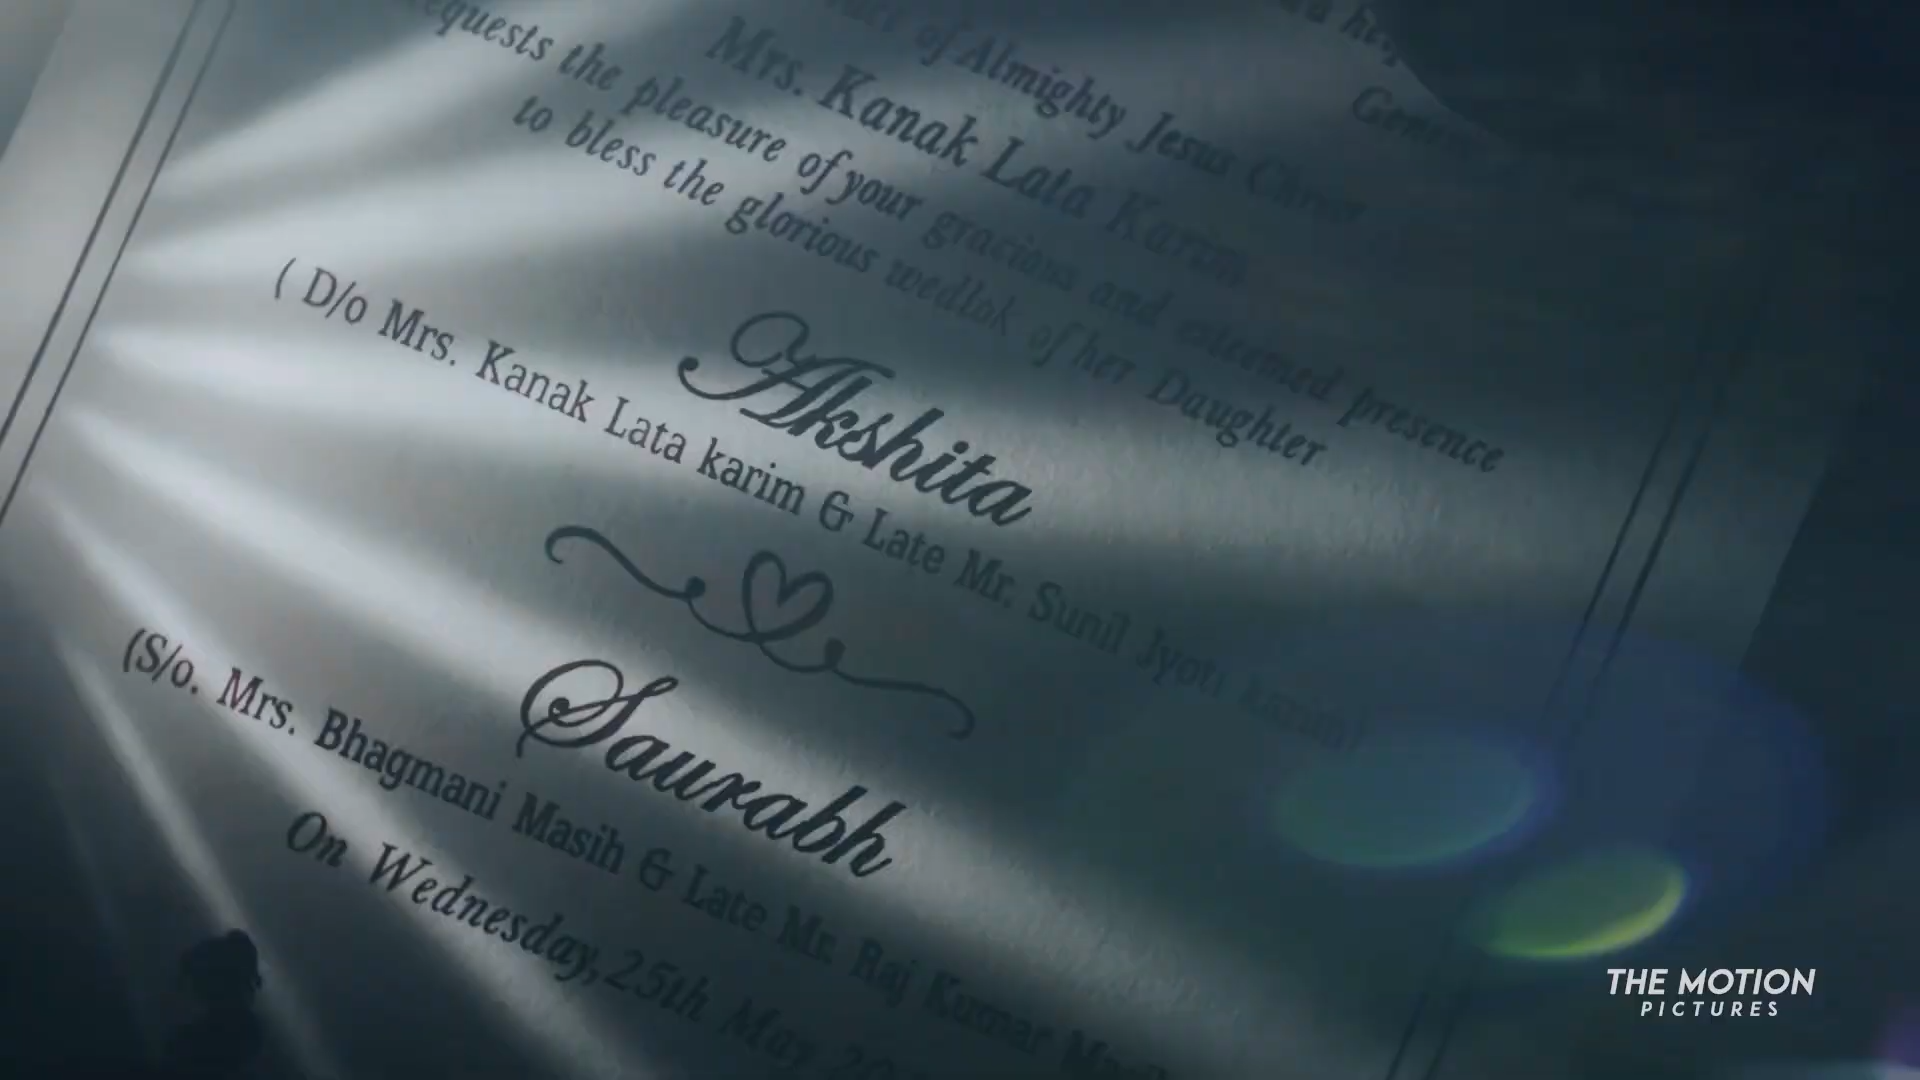 of Almighty Jesus Christ
Mrs. Kanak Lata Karim
requests the pleasure of your gracious and esteemed presence
to bless the glorious wedlok of her Daughter
Akshita
( D/o Mrs. Kanak Lata karim & Late Mr. Sunil Jyoti karim)
Saurabh
(S/o. Mrs. Bhagmani Masih & Late Mr. Raj Kumar
On Wednesday, 25th May
THE MOTION
PICTURES